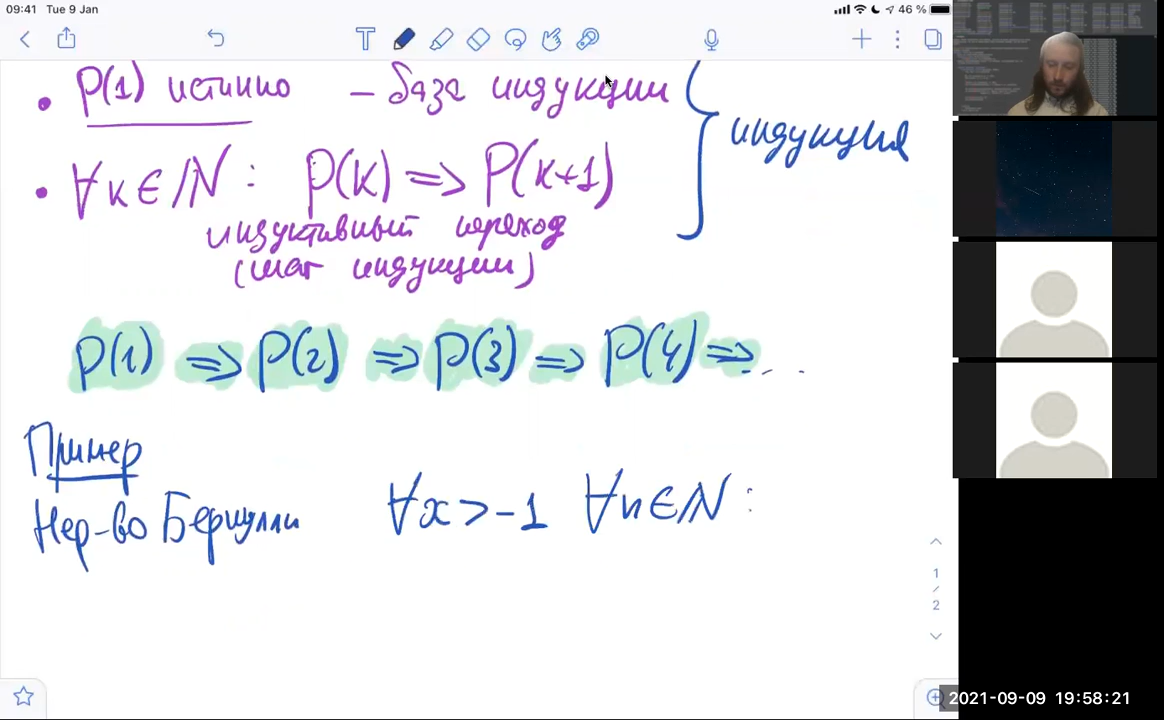 09:41 Tue 9 Jan 46 %
• P(1) истинно – база индукции
индукция
• ∀k∈ℕ: P(k) => P(k+1)
индуктивный переход
(шаг индукции)
P(1) => P(2) => P(3) => P(4) => ...
Пример
Нер-во Бернулли ∀x>-1 ∀n∈ℕ:
1
/
2
2021-09-09 19:58:21